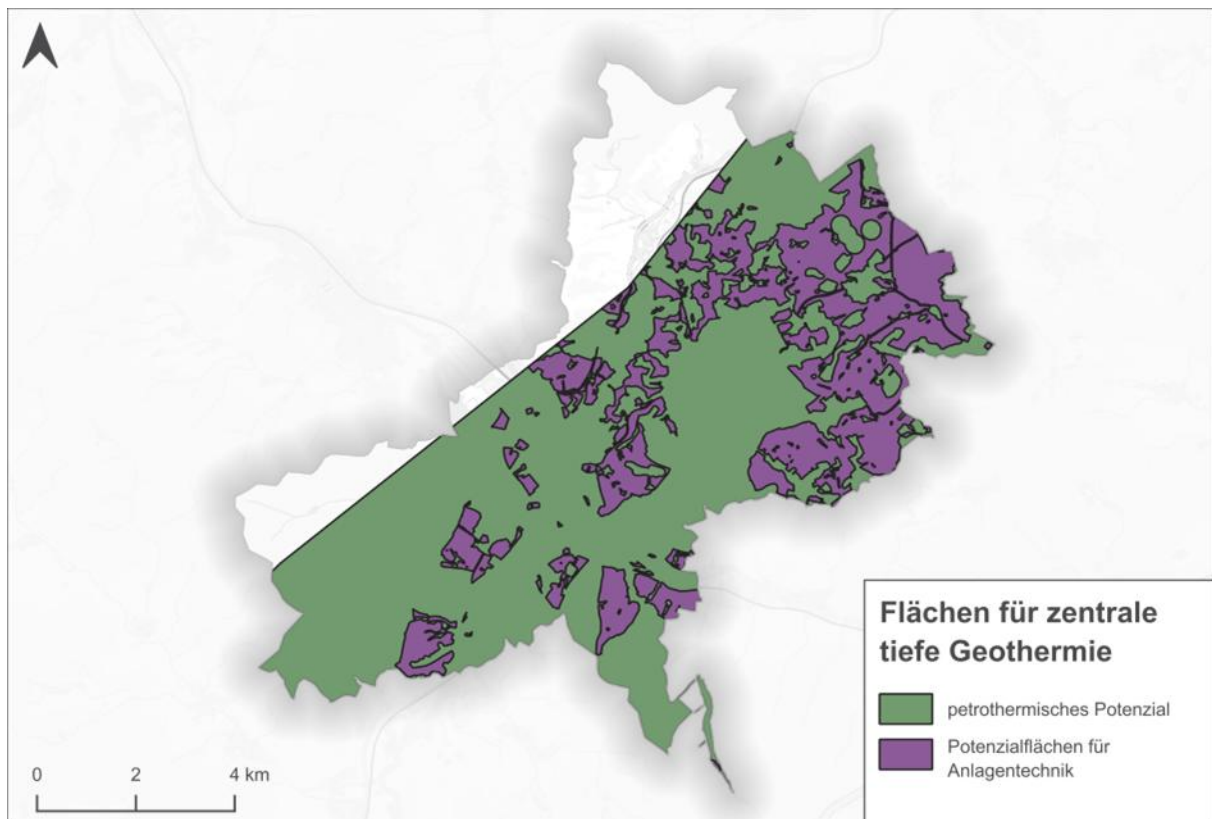 Flächen für zentrale
tiefe Geothermie
petrothermisches Potenzial
Potenzialflächen für
Anlagentechnik
0 2 4 km